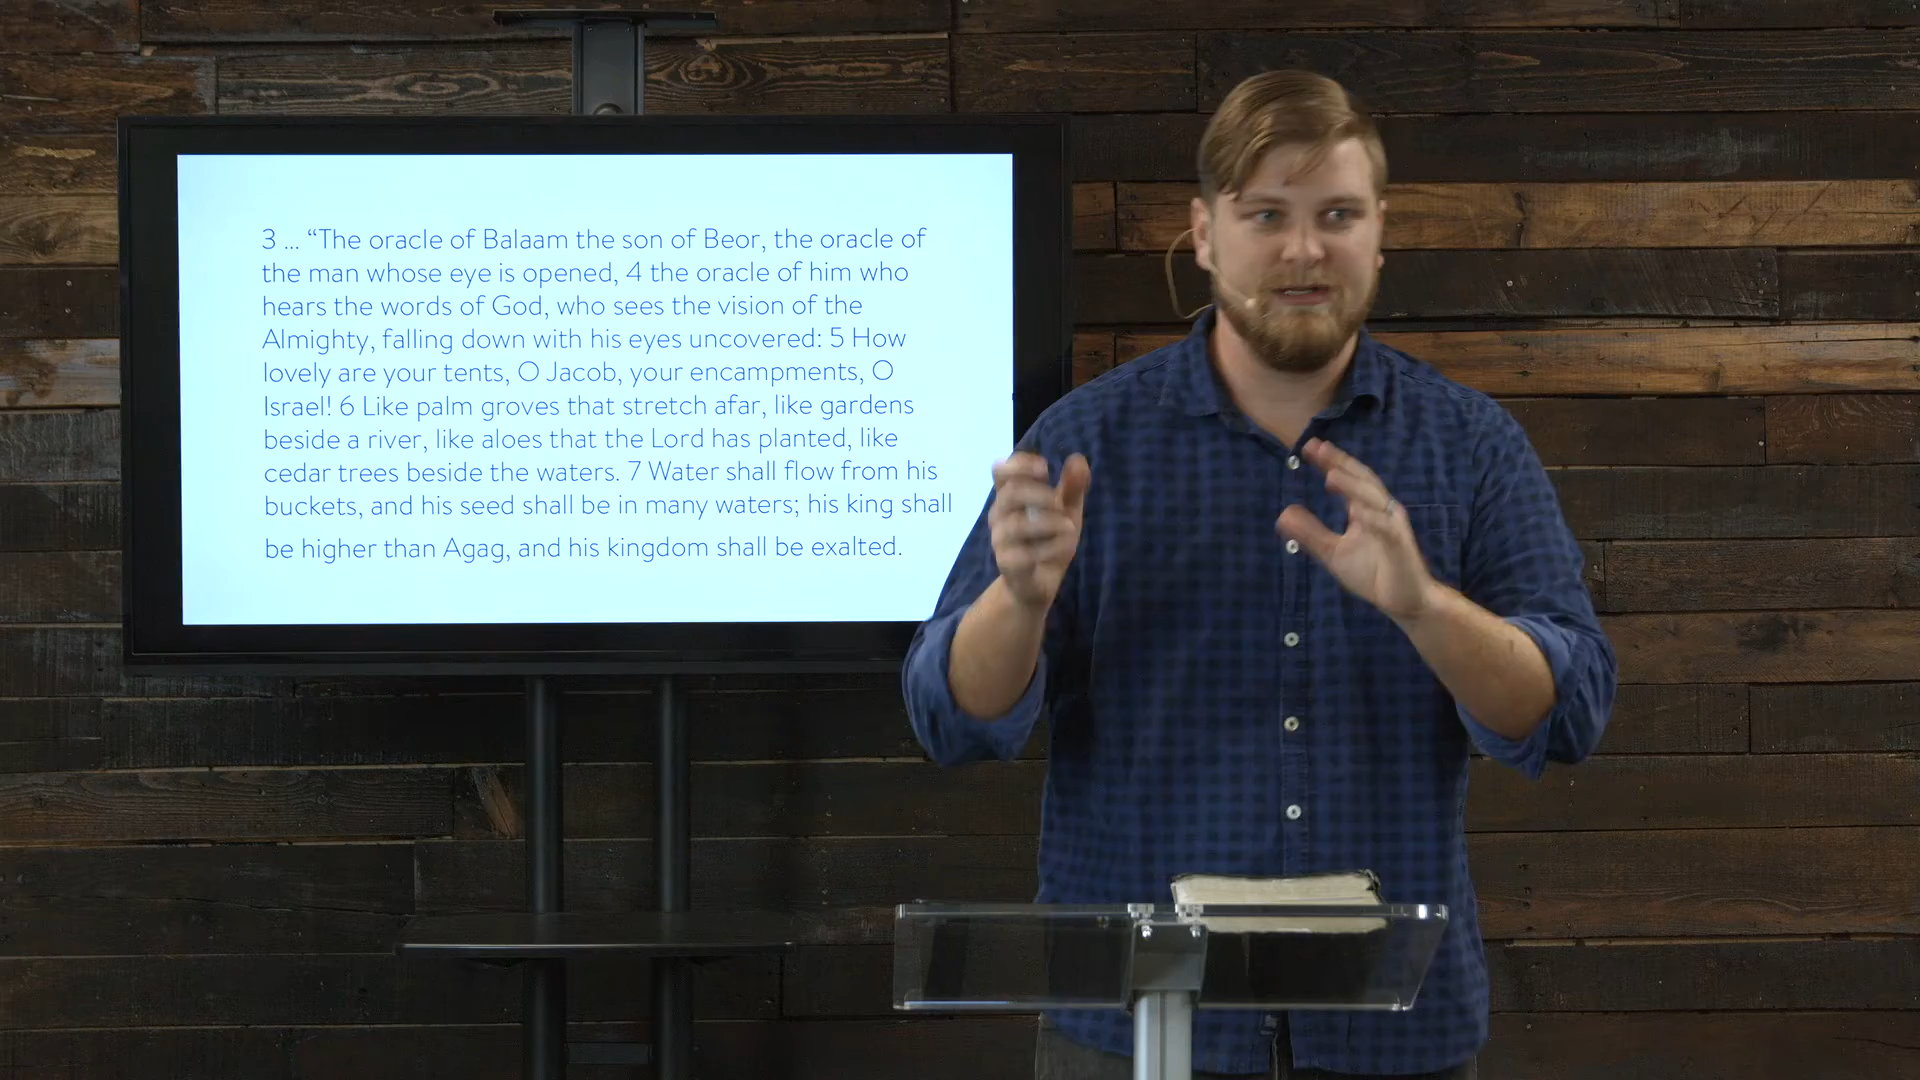 3 ... “The oracle of Balaam the son of Beor, the oracle of
the man whose eye is opened, 4 the oracle of him who
hears the words of God, who sees the vision of the
Almighty, falling down with his eyes uncovered: 5 How
lovely are your tents, O Jacob, your encampments, O
Israel! 6 Like palm groves that stretch afar, like gardens
beside a river, like aloes that the Lord has planted, like
cedar trees beside the waters. 7 Water shall flow from his
buckets, and his seed shall be in many waters; his king shall
be higher than Agag, and his kingdom shall be exalted.